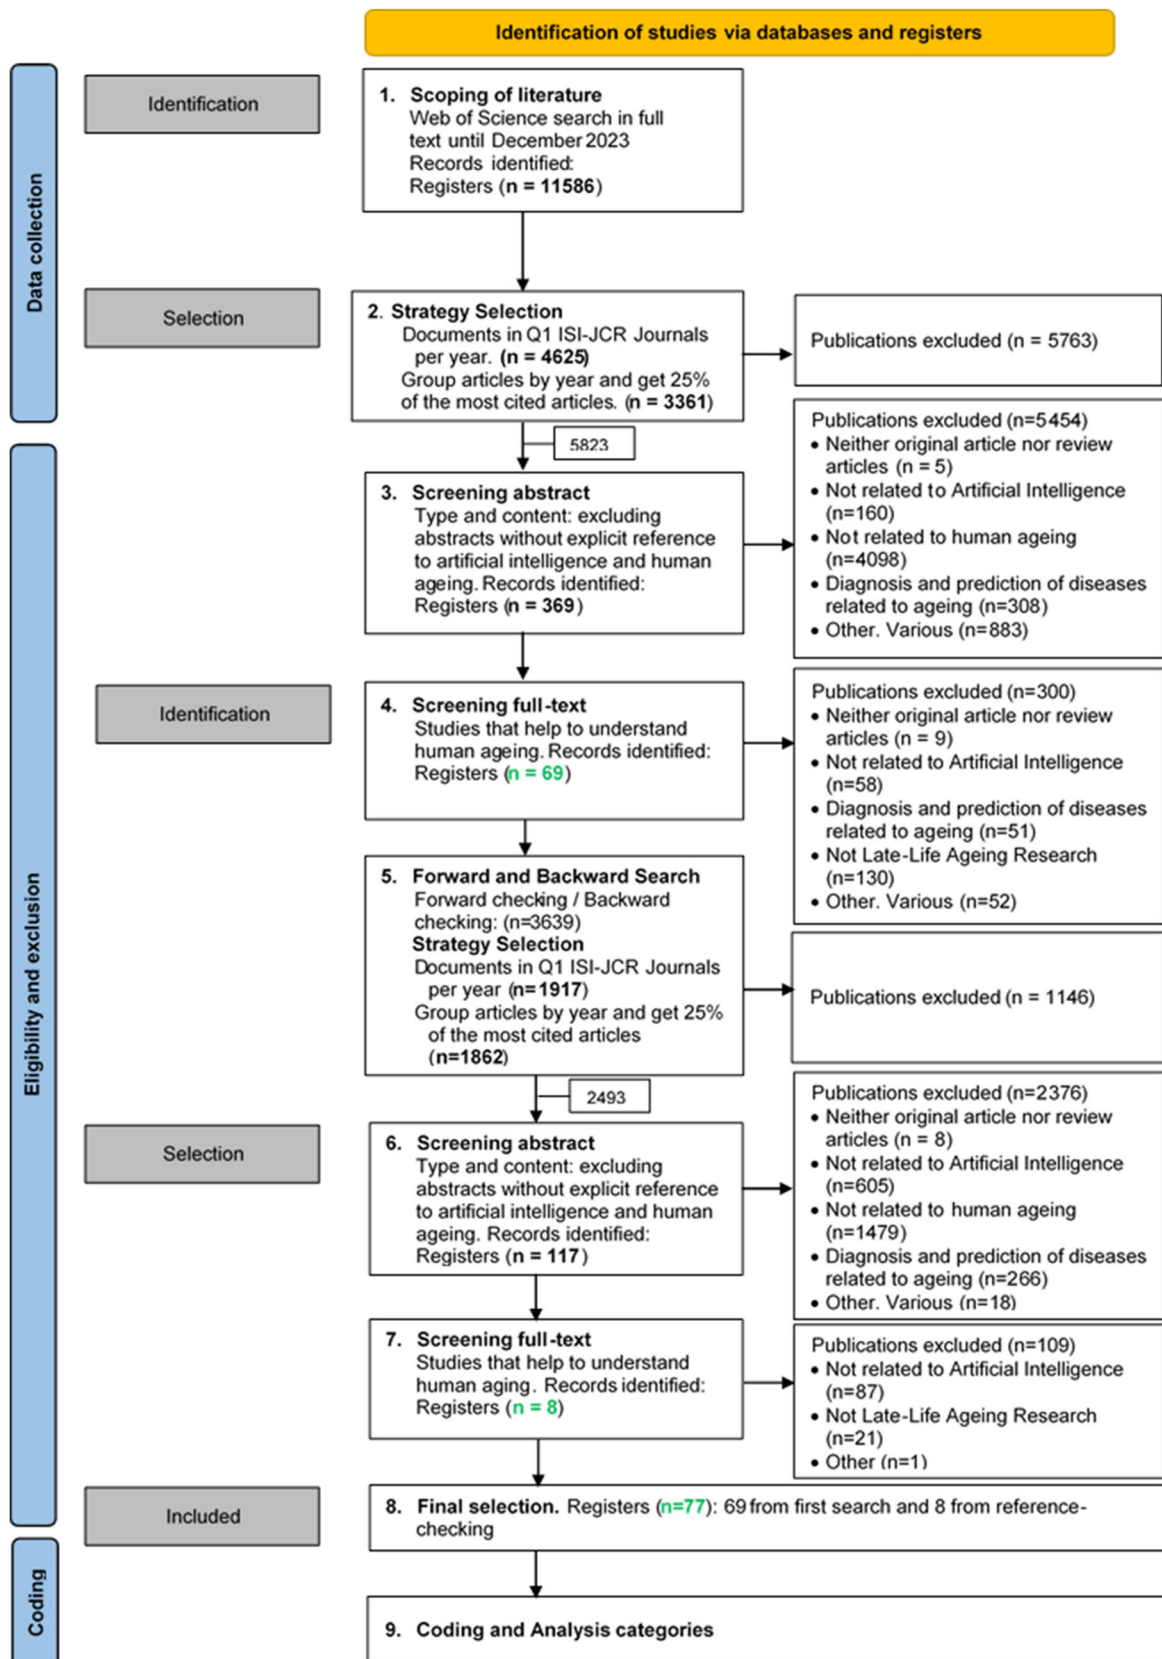 Identification of studies via databases and registers
Data collection
Identification
1. Scoping of literature
Web of Science search in full
text until December 2023
Records identified:
Registers (n = 11586)
Selection
2. Strategy Selection
Documents in Q1 ISI-JCR Journals
per year. (n = 4625)
Group articles by year and get 25%
of the most cited articles. (n = 3361)
Publications excluded (n = 5763)
5823
Eligibility and exclusion
3. Screening abstract
Type and content: excluding
abstracts without explicit reference
to artificial intelligence and human
ageing. Records identified:
Registers (n = 369)
Publications excluded (n=5454)
• Neither original article nor review
articles (n = 5)
• Not related to Artificial Intelligence
(n=160)
• Not related to human ageing
(n=4098)
• Diagnosis and prediction of diseases
related to ageing (n=308)
• Other. Various (n=883)
Identification
4. Screening full-text
Studies that help to understand
human ageing. Records identified:
Registers (n = 69)
Publications excluded (n=300)
• Neither original article nor review
articles (n = 9)
• Not related to Artificial Intelligence
(n=58)
• Diagnosis and prediction of diseases
related to ageing (n=51)
• Not Late-Life Ageing Research
(n=130)
• Other. Various (n=52)
5. Forward and Backward Search
Forward checking / Backward
checking: (n=3639)
Strategy Selection
Documents in Q1 ISI-JCR Journals
per year (n=1917)
Group articles by year and get 25%
of the most cited articles
(n=1862)
Publications excluded (n = 1146)
2493
Selection
6. Screening abstract
Type and content: excluding
abstracts without explicit reference
to artificial intelligence and human
ageing. Records identified:
Registers (n = 117)
Publications excluded (n=2376)
• Neither original article nor review
articles (n = 8)
• Not related to Artificial Intelligence
(n=605)
• Not related to human ageing
(n=1479)
• Diagnosis and prediction of diseases
related to ageing (n=266)
• Other. Various (n=18)
7. Screening full-text
Studies that help to understand
human aging. Records identified:
Registers (n = 8)
Publications excluded (n=109)
• Not related to Artificial Intelligence
(n=87)
• Not Late-Life Ageing Research
(n=21)
• Other (n=1)
Included
8. Final selection. Registers (n=77): 69 from first search and 8 from reference-
checking
Coding
9. Coding and Analysis categories